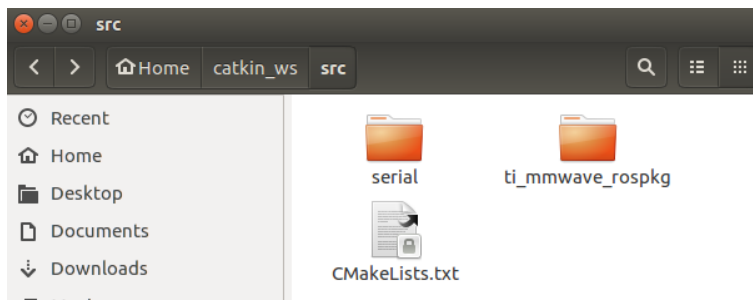 src
Home catkin_ws src
Recent
Home
Desktop
Documents
Downloads
serial ti_mmwave_rospkg
CMakeLists.txt